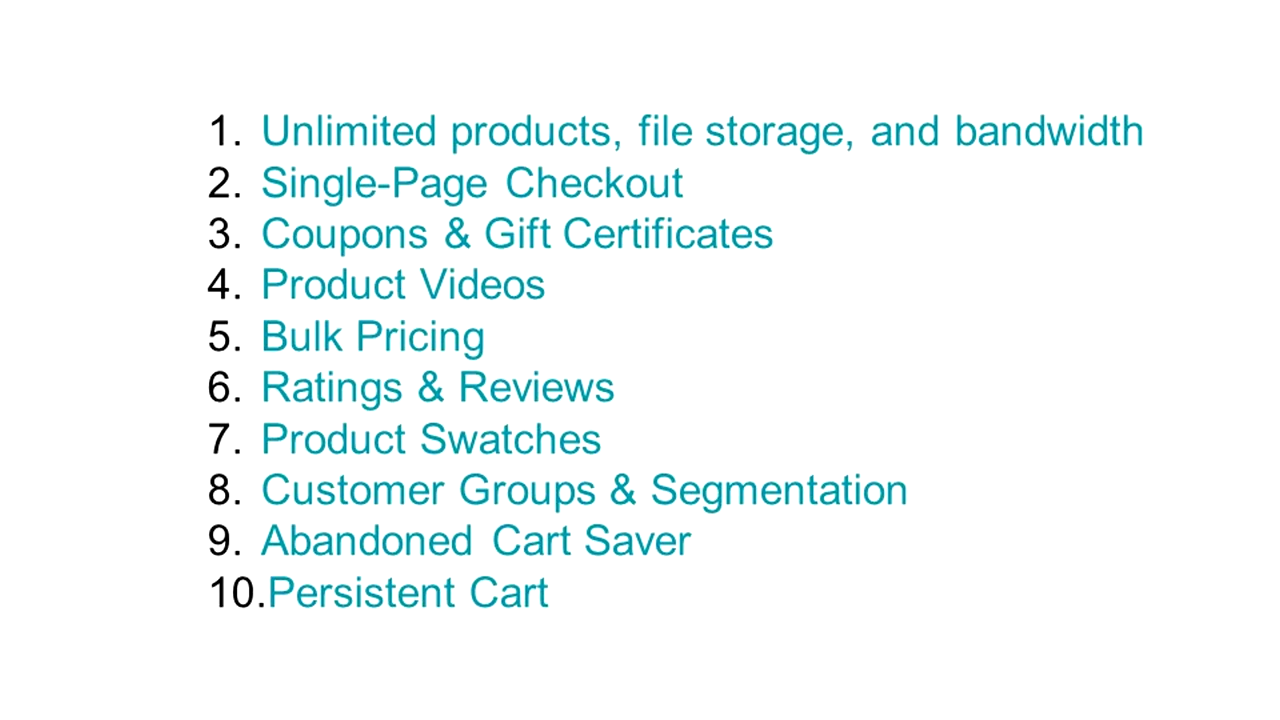 1. Unlimited products, file storage, and bandwidth
2. Single-Page Checkout
3. Coupons & Gift Certificates
4. Product Videos
5. Bulk Pricing
6. Ratings & Reviews
7. Product Swatches
8. Customer Groups & Segmentation
9. Abandoned Cart Saver
10.Persistent Cart